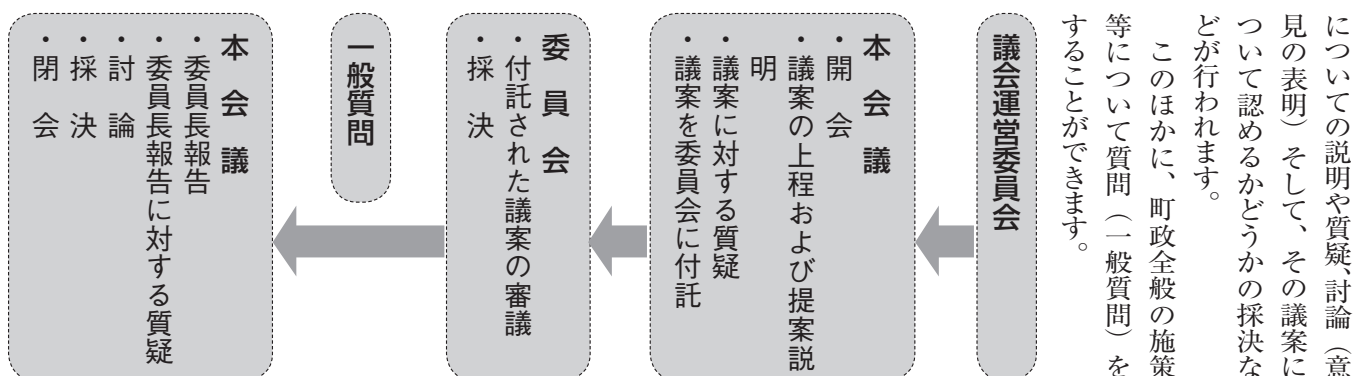 についての説明や質疑、討論（意
見の表明）そして、その議案に
ついて認めるかどうかの採決な
どが行われます。
このほかに、町政全般の施策
等について質問（一般質問）を
することができます。
議会運営委員会
本会議
・開会
・議案の上程および提案説
明
・議案に対する質疑
・議案を委員会に付託
委員会
・付託された議案の審議
・採決
一般質問
本会議
・委員長報告
・委員長報告に対する質疑
・討論
・採決
・閉会